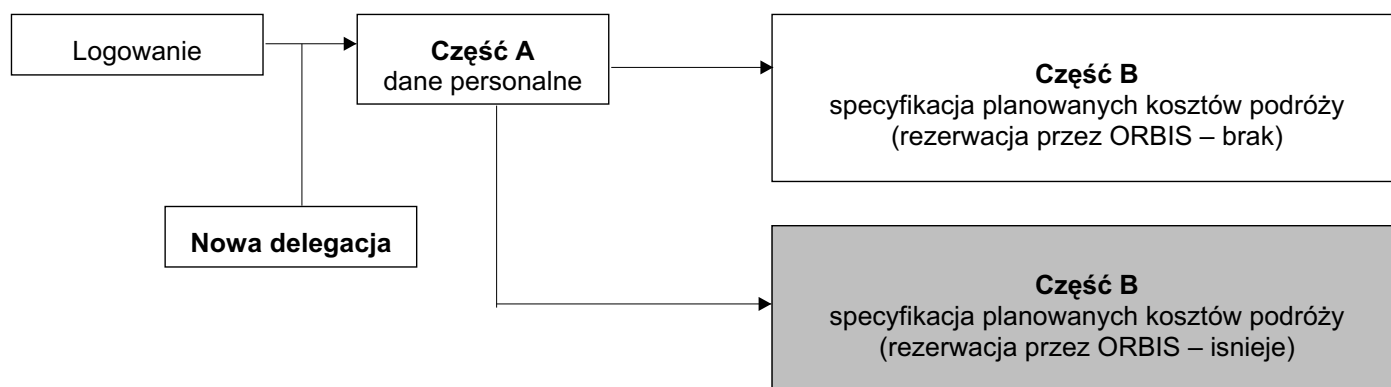 Logowanie
Część A
dane personalne
Część B
specyfikacja planowanych kosztów podróży
(rezerwacja przez ORBIS – brak)
Nowa delegacja
Część B
specyfikacja planowanych kosztów podróży
(rezerwacja przez ORBIS – isnieje)